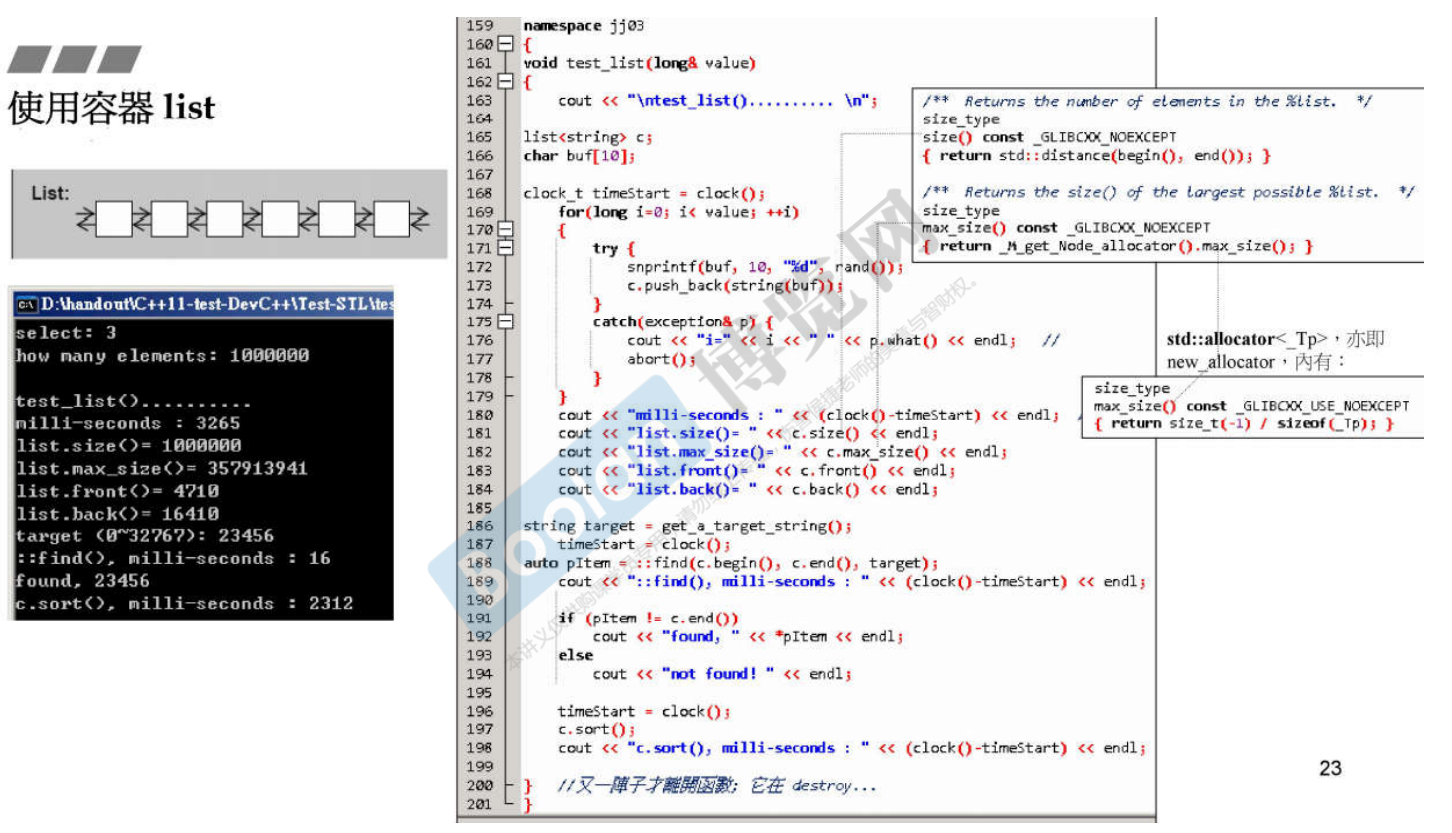 使用容器 list
List:
D:\handout\C++11-test-DevC++\Test-STL\tes
select: 3
how many elements: 1000000
test_list()..........
milli-seconds : 3265
list.size()= 1000000
list.max_size()= 357913941
list.front()= 4710
list.back()= 16410
target (0~32767): 23456
::find(), milli-seconds : 16
found, 23456
c.sort(), milli-seconds : 2312
159 namespace jj03
160 {
161 void test_list(long& value)
162 {
163 cout << "\ntest_list().......... \n";
164
165 list<string> c;
166 char buf[10];
167
168 clock_t timeStart = clock();
169 for(long i=0; i< value; ++i)
170 {
171 try {
172 snprintf(buf, 10, "%d", rand());
173 c.push_back(string(buf));
174 }
175 catch(exception& p) {
176 cout << "i=" << i << " " << p.what() << endl; //
177 abort();
178 }
179 }
180 cout << "milli-seconds : " << (clock()-timeStart) << endl; /
181 cout << "list.size()= " << c.size() << endl;
182 cout << "list.max_size()= " << c.max_size() << endl;
183 cout << "list.front()= " << c.front() << endl;
184 cout << "list.back()= " << c.back() << endl;
185
186 string target = get_a_target_string();
187 timeStart = clock();
188 auto pItem = ::find(c.begin(), c.end(), target);
189 cout << "::find(), milli-seconds : " << (clock()-timeStart) << endl;
190
191 if (pItem != c.end())
192 cout << "found, " << *pItem << endl;
193 else
194 cout << "not found! " << endl;
195
196 timeStart = clock();
197 c.sort();
198 cout << "c.sort(), milli-seconds : " << (clock()-timeStart) << endl;
199
200 } //又一陣子才離開函數; 它在 destroy...
201 }
/** Returns the number of elements in the %list. */
size_type
size() const _GLIBCXX_NOEXCEPT
{ return std::distance(begin(), end()); }
/** Returns the size() of the largest possible %list. */
size_type
max_size() const _GLIBCXX_NOEXCEPT
{ return _M_get_Node_allocator().max_size(); }
std::allocator<_Tp>，亦即
new_allocator，內有：
size_type
max_size() const _GLIBCXX_USE_NOEXCEPT
{ return size_t(-1) / sizeof(_Tp); }
Boolan 博览网
23